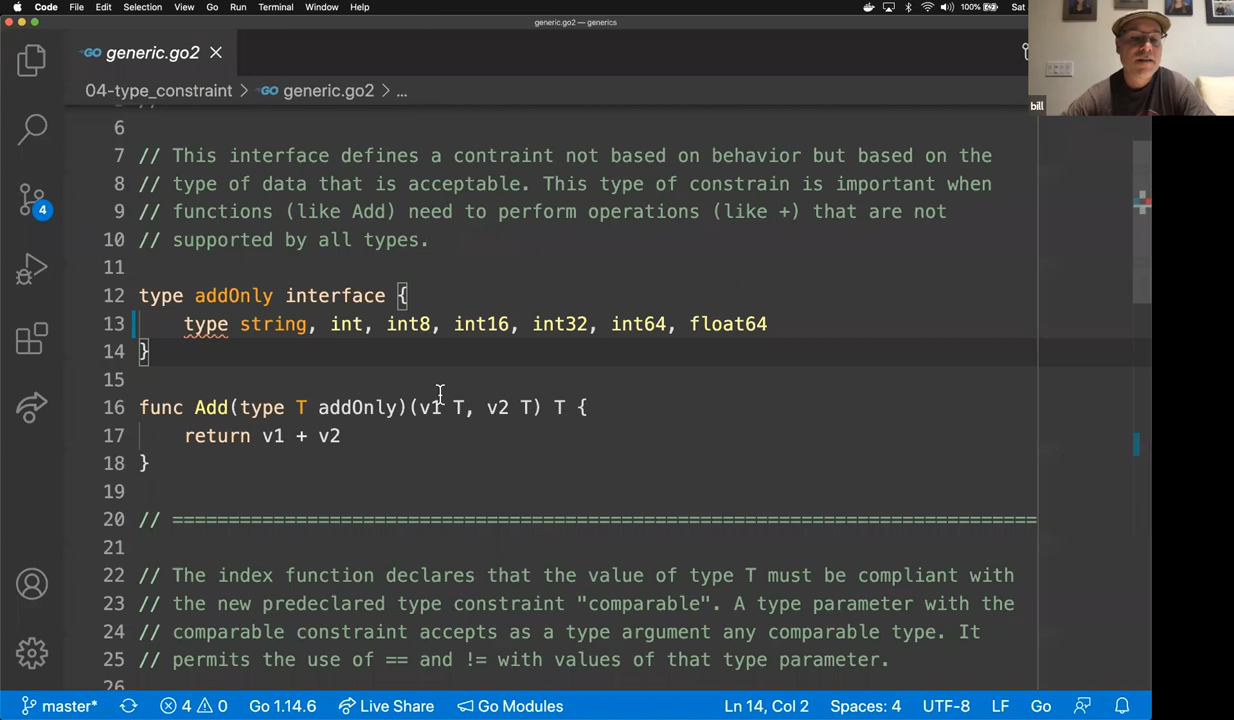 Code File Edit Selection View Go Run Terminal Window Help 100% Sat
generic.go2 — generics
GO generic.go2
04-type_constraint > GO generic.go2 > ...
bill
6
7 // This interface defines a contraint not based on behavior but based on the
8 // type of data that is acceptable. This type of constrain is important when
9 // functions (like Add) need to perform operations (like +) that are not
10 // supported by all types.
11
12 type addOnly interface {
13 type string, int, int8, int16, int32, int64, float64
14 }
15
16 func Add(type T addOnly)(v1 T, v2 T) T {
17 return v1 + v2
18 }
19
20 // =============================================================================
21
22 // The index function declares that the value of type T must be compliant with
23 // the new predeclared type constraint "comparable". A type parameter with the
24 // comparable constraint accepts as a type argument any comparable type. It
25 // permits the use of == and != with values of that type parameter.
26
4
master* 4 0 Go 1.14.6 Live Share Go Modules Ln 14, Col 2 Spaces: 4 UTF-8 LF Go